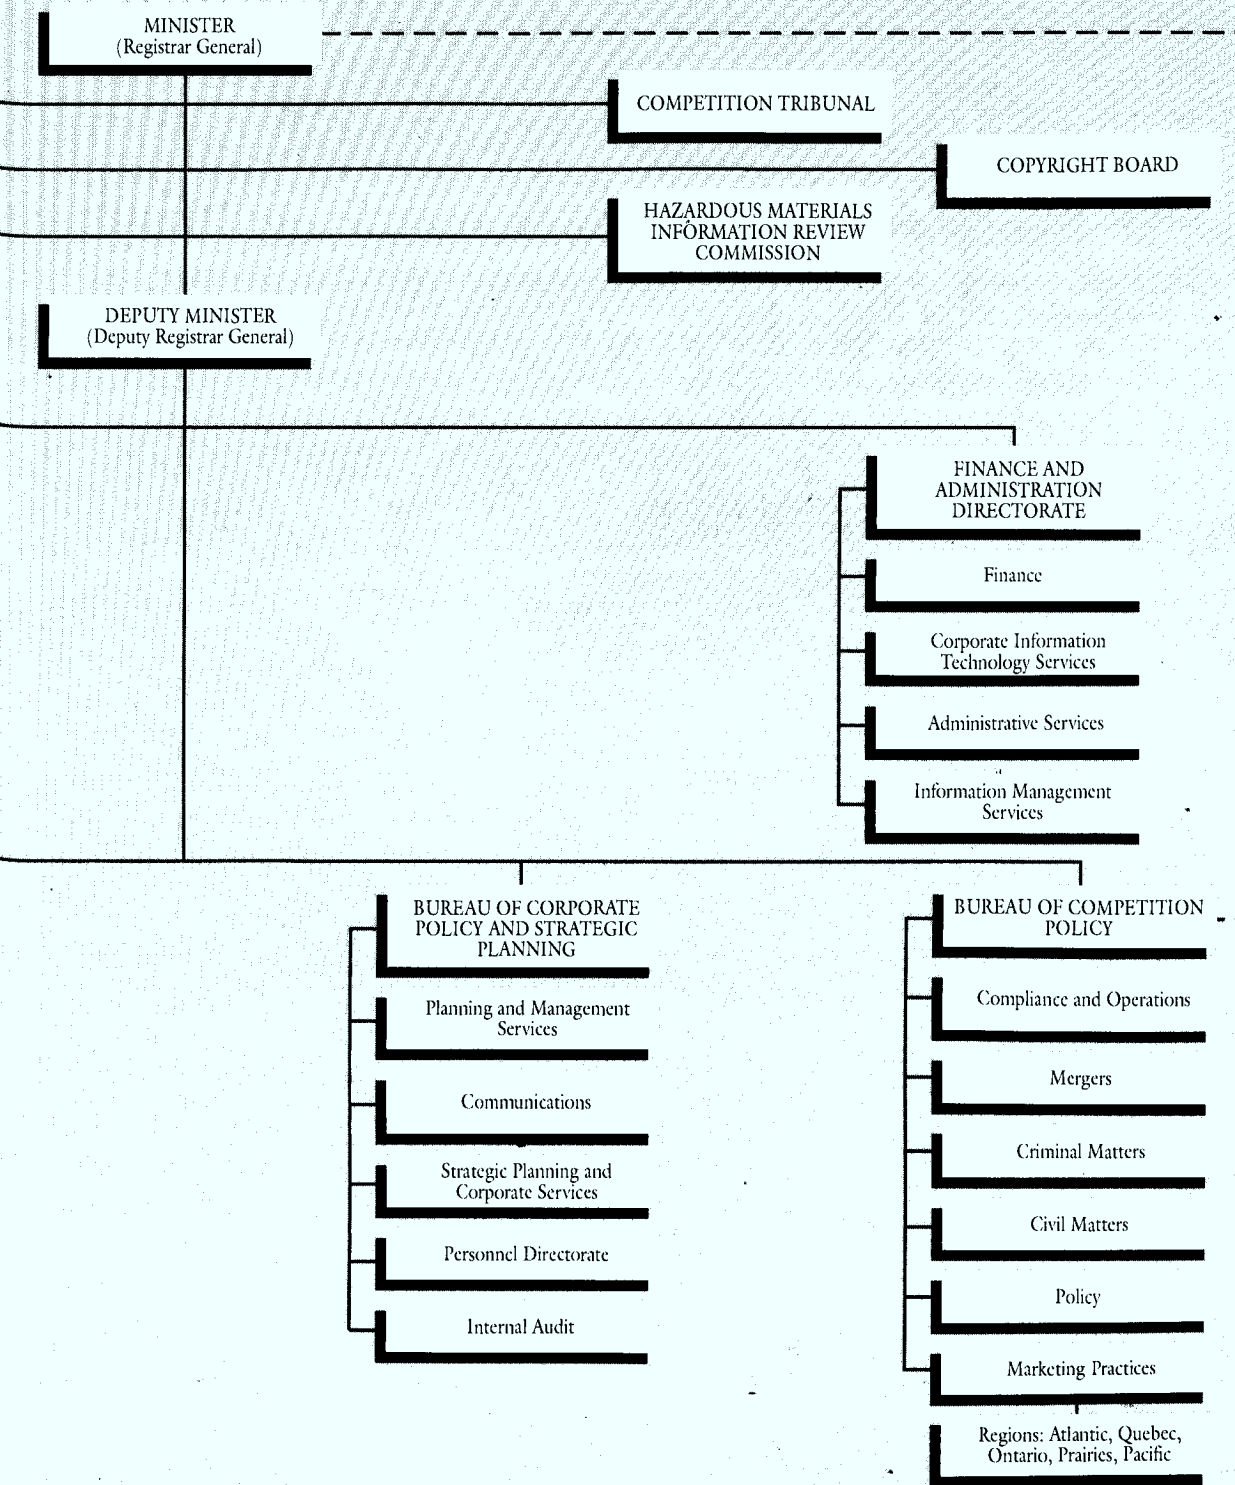 MINISTER
(Registrar General)
COMPETITION TRIBUNAL
COPYRIGHT BOARD
HAZARDOUS MATERIALS
INFORMATION REVIEW
COMMISSION
DEPUTY MINISTER
(Deputy Registrar General)
FINANCE AND
ADMINISTRATION
DIRECTORATE
Finance
Corporate Information
Technology Services
Administrative Services
Information Management
Services
BUREAU OF CORPORATE
POLICY AND STRATEGIC
PLANNING
Planning and Management
Services
Communications
Strategic Planning and
Corporate Services
Personnel Directorate
Internal Audit
BUREAU OF COMPETITION
POLICY
Compliance and Operations
Mergers
Criminal Matters
Civil Matters
Policy
Marketing Practices
Regions: Atlantic, Quebec,
Ontario, Prairies, Pacific